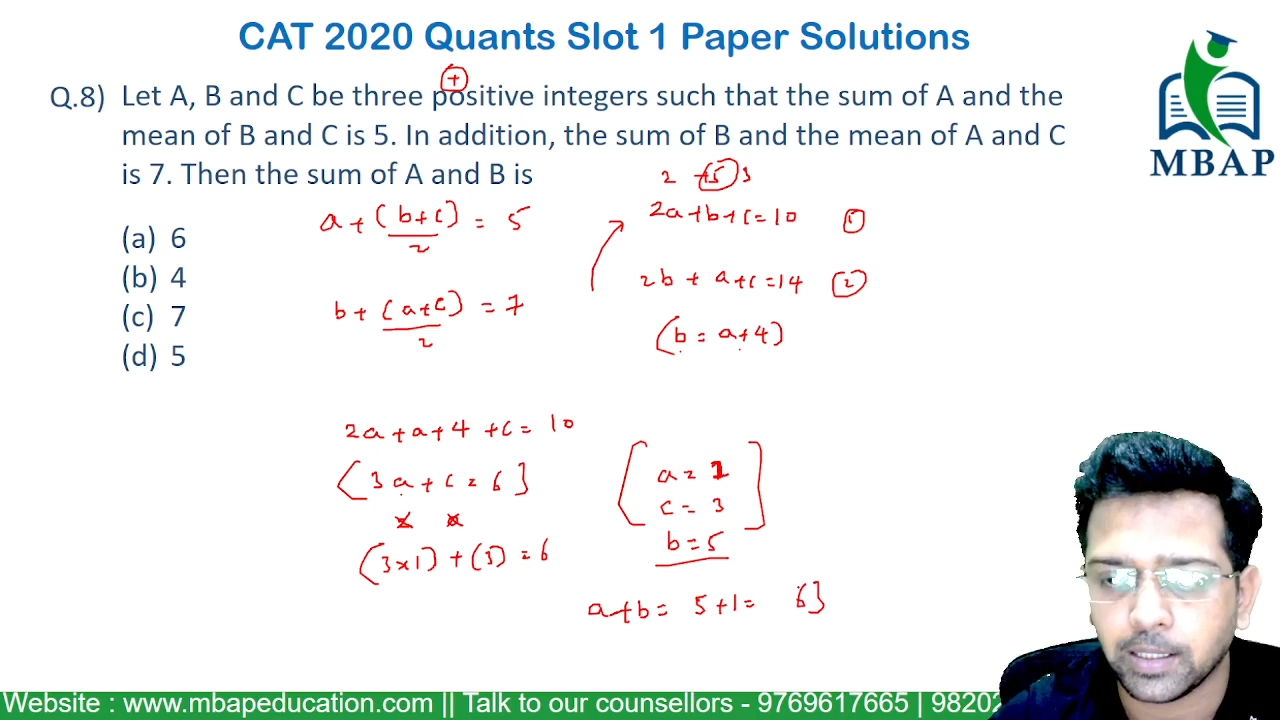 CAT 2020 Quants Slot 1 Paper Solutions
+
Q.8) Let A, B and C be three positive integers such that the sum of A and the
mean of B and C is 5. In addition, the sum of B and the mean of A and C
is 7. Then the sum of A and B is
MBAP
(a) 6
(b) 4
(c) 7
(d) 5
a + (b+c)/2 = 5
b + (a+c)/2 = 7
2 +5 3
2a+b+c=10 1
2b + a+c=14 2
(b = a+4)
2a+a+4+c=10
(3a+c=6]
(3×1)+(3)=6
a=1
c=3
b=5
a+b= 5+1= 6]
Website : www.mbapeducation.com || Talk to our counsellors - 9769617665 | 9820